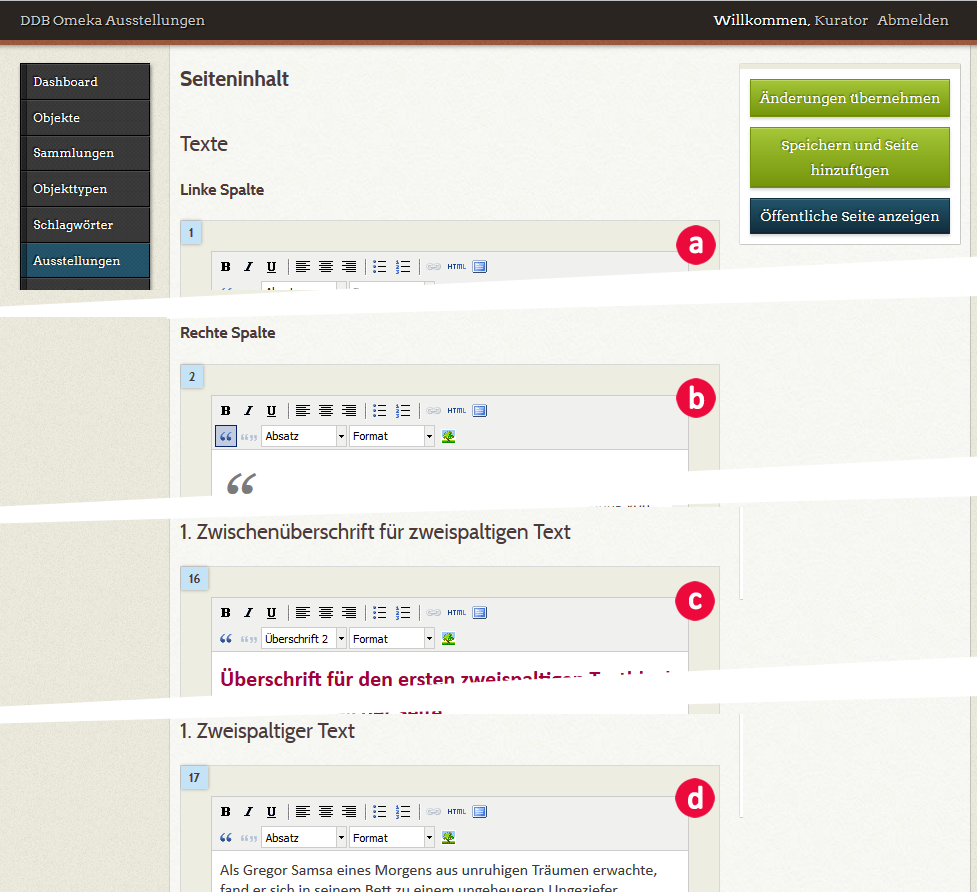 DDB Omeka Ausstellungen
Willkommen, Kurator Abmelden
Dashboard
Objekte
Sammlungen
Objekttypen
Schlagwörter
Ausstellungen
Seiteninhalt
Texte
Linke Spalte
1
a
B I U HTML
Änderungen übernehmen
Speichern und Seite
hinzufügen
Öffentliche Seite anzeigen
Rechte Spalte
2
b
B I U HTML
Absatz Format
“
1. Zwischenüberschrift für zweispaltigen Text
16
c
B I U HTML
Überschrift 2 Format
Überschrift für den ersten zweispaltigen
der Seite
1. Zweispaltiger Text
17
d
B I U HTML
Absatz Format
Als Gregor Samsa eines Morgens aus unruhigen Träumen erwachte,
fand er sich in seinem Bett zu einem ungeheueren Ungeziefer